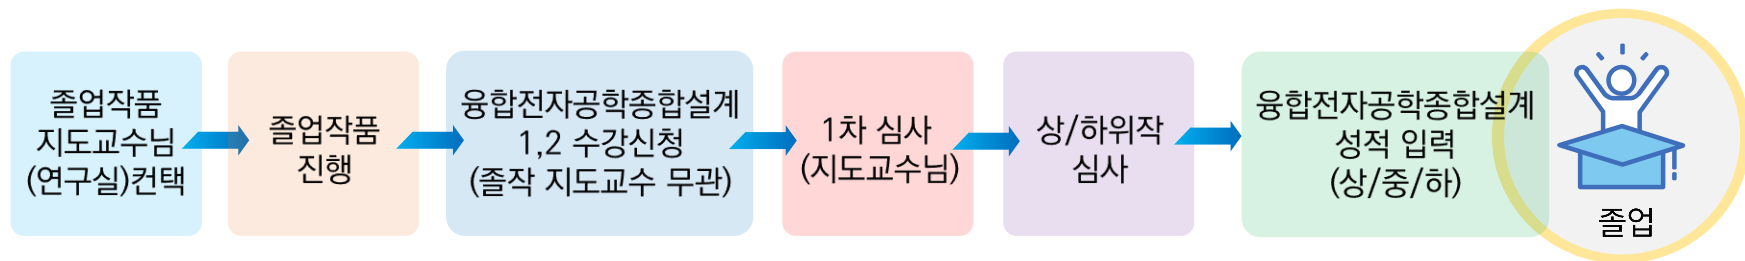 졸업작품
지도교수님
(연구실)컨택
졸업작품
진행
융합전자공학종합설계
1,2 수강신청
(졸작 지도교수 무관)
1차 심사
(지도교수님)
상/하위작
심사
융합전자공학종합설계
성적 입력
(상/중/하)
졸업